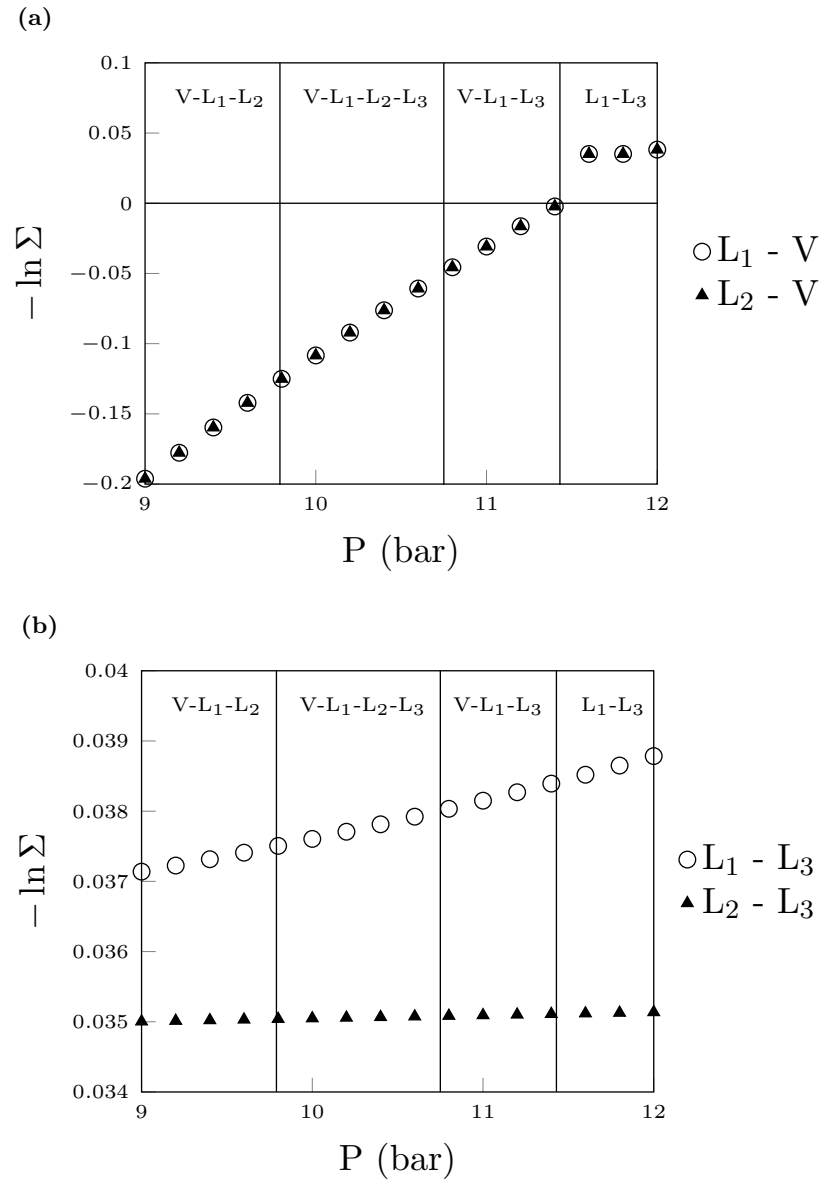 (a)
0.1
0.05
0
−0.05
−0.1
−0.15
−0.2
− ln Σ
V-L₁-L₂ V-L₁-L₂-L₃ V-L₁-L₃ L₁-L₃
9 10 11 12
P (bar)
L₁ - V
L₂ - V
(b)
0.04
0.039
0.038
0.037
0.036
0.035
0.034
− ln Σ
V-L₁-L₂ V-L₁-L₂-L₃ V-L₁-L₃ L₁-L₃
9 10 11 12
P (bar)
L₁ - L₃
L₂ - L₃